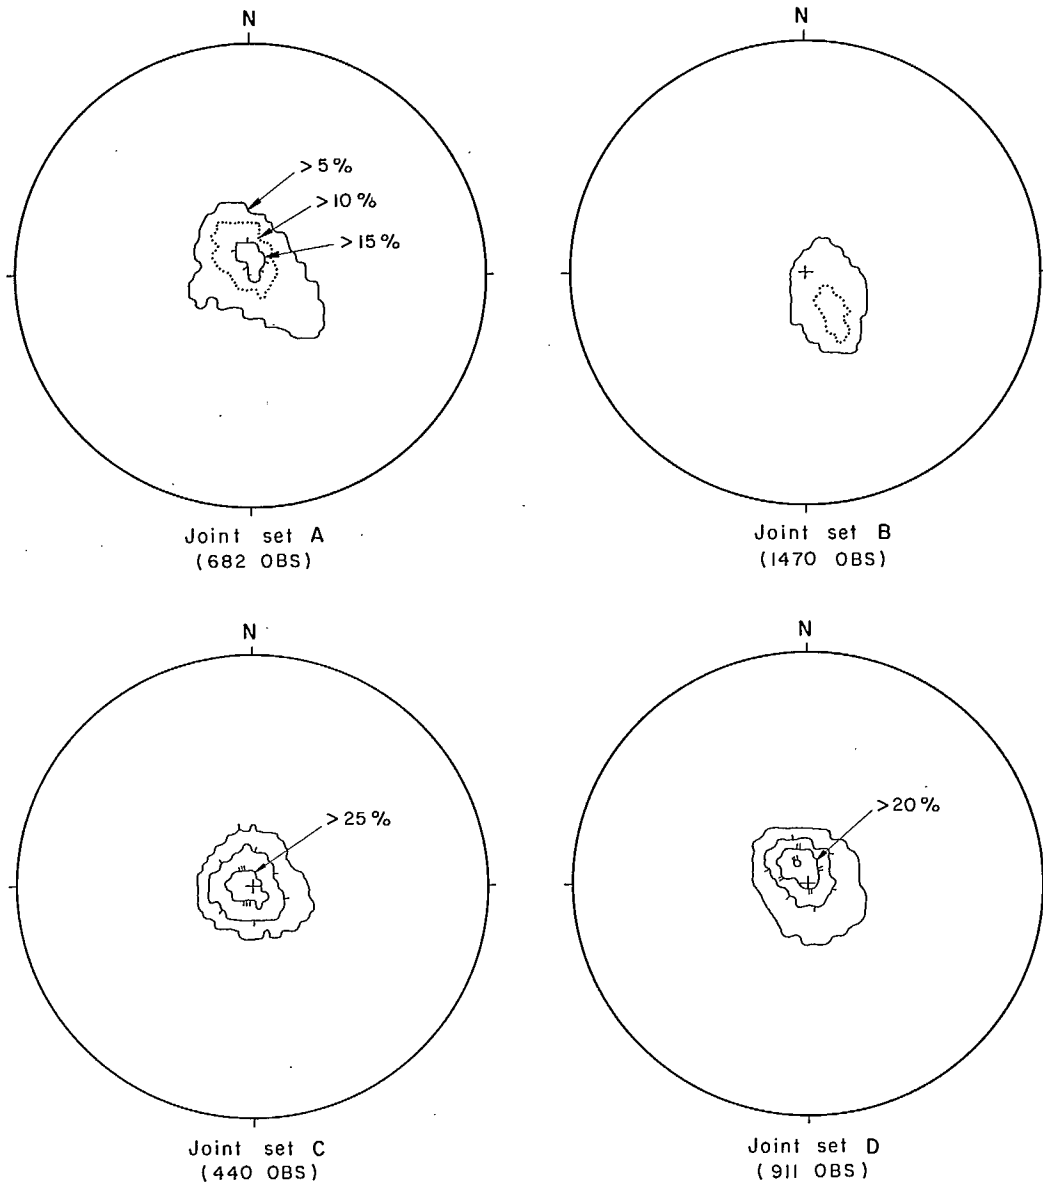 N
N
>5%
>10%
>15%
Joint set A
(682 OBS)
Joint set B
(1470 OBS)
N
N
>25%
>20%
Joint set C
(440 OBS)
Joint set D
(911 OBS)